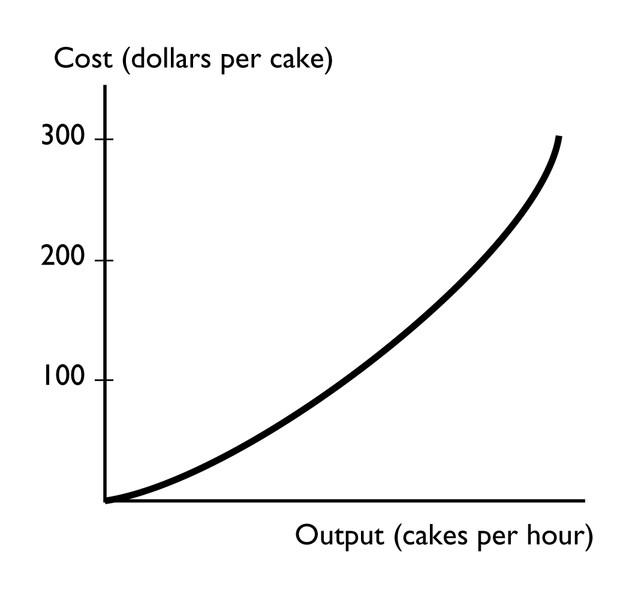 Cost (dollars per cake)
300
200
100
Output (cakes per hour)